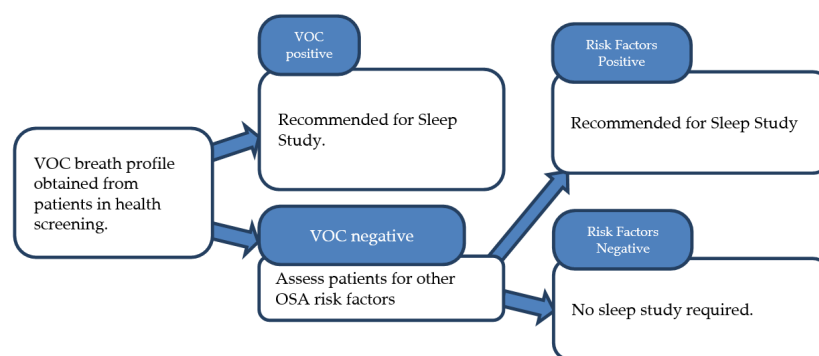 VOC breath profile
obtained from
patients in health
screening.
VOC
positive
Recommended for Sleep
Study.
VOC negative
Assess patients for other
OSA risk factors
Risk Factors
Positive
Recommended for Sleep Study
Risk Factors
Negative
No sleep study required.